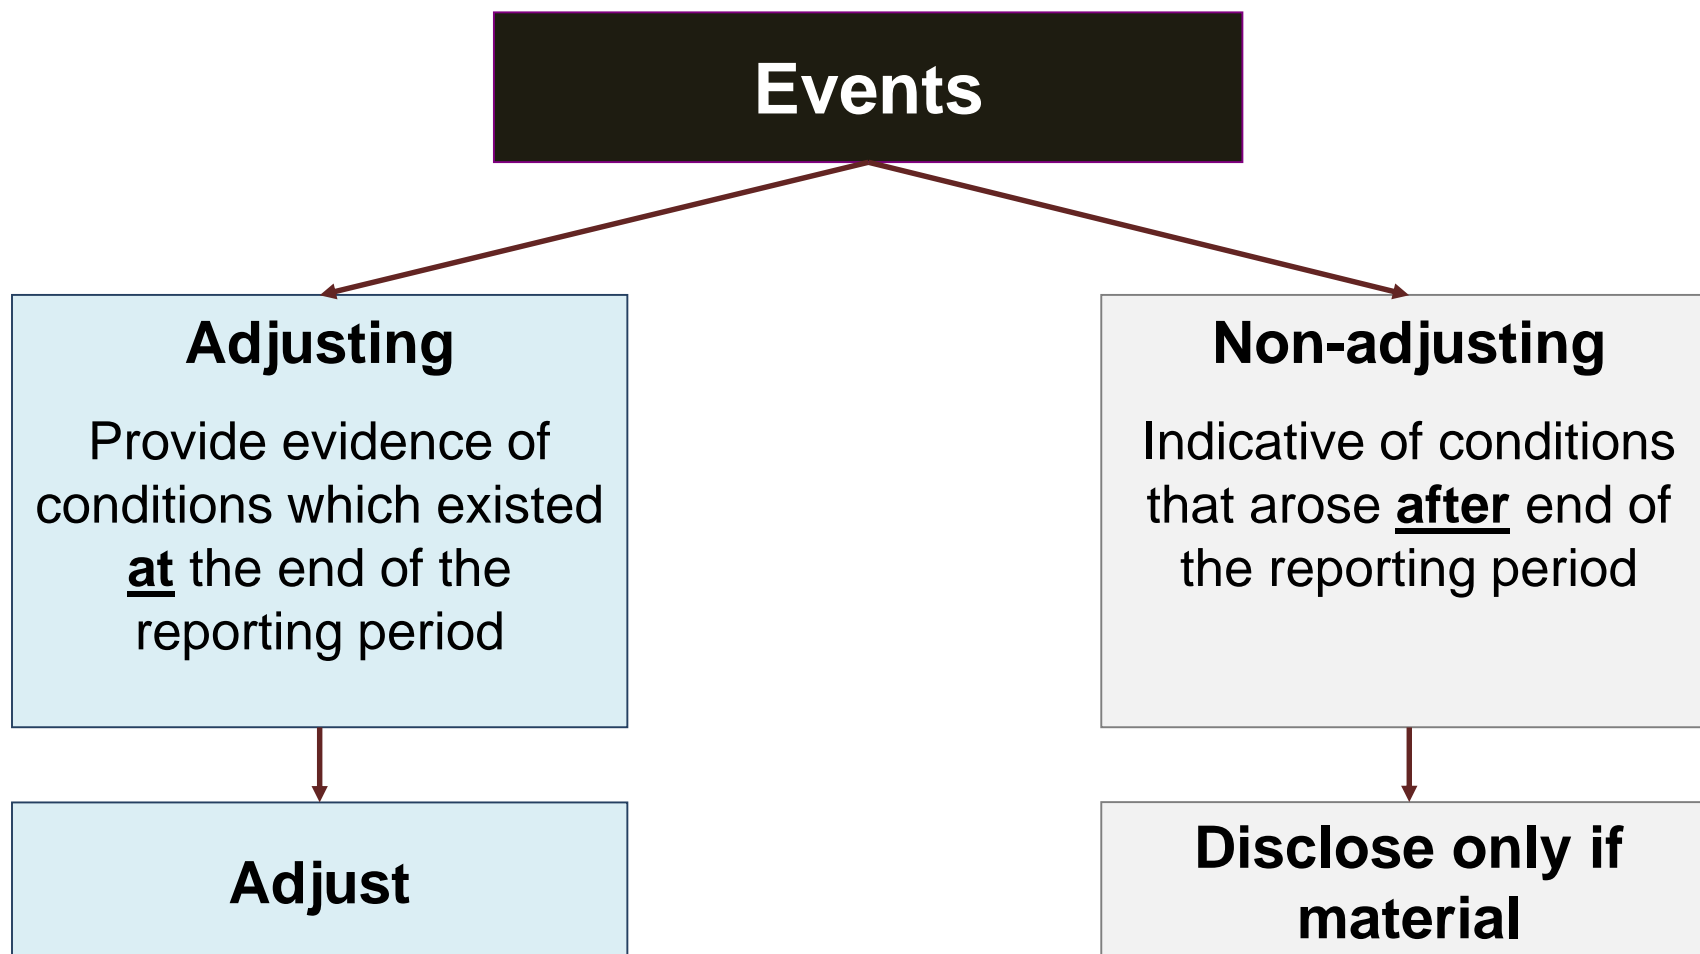 Events
Adjusting
Provide evidence of
conditions which existed
at the end of the
reporting period
Non-adjusting
Indicative of conditions
that arose after end of
the reporting period
Adjust
Disclose only if
material